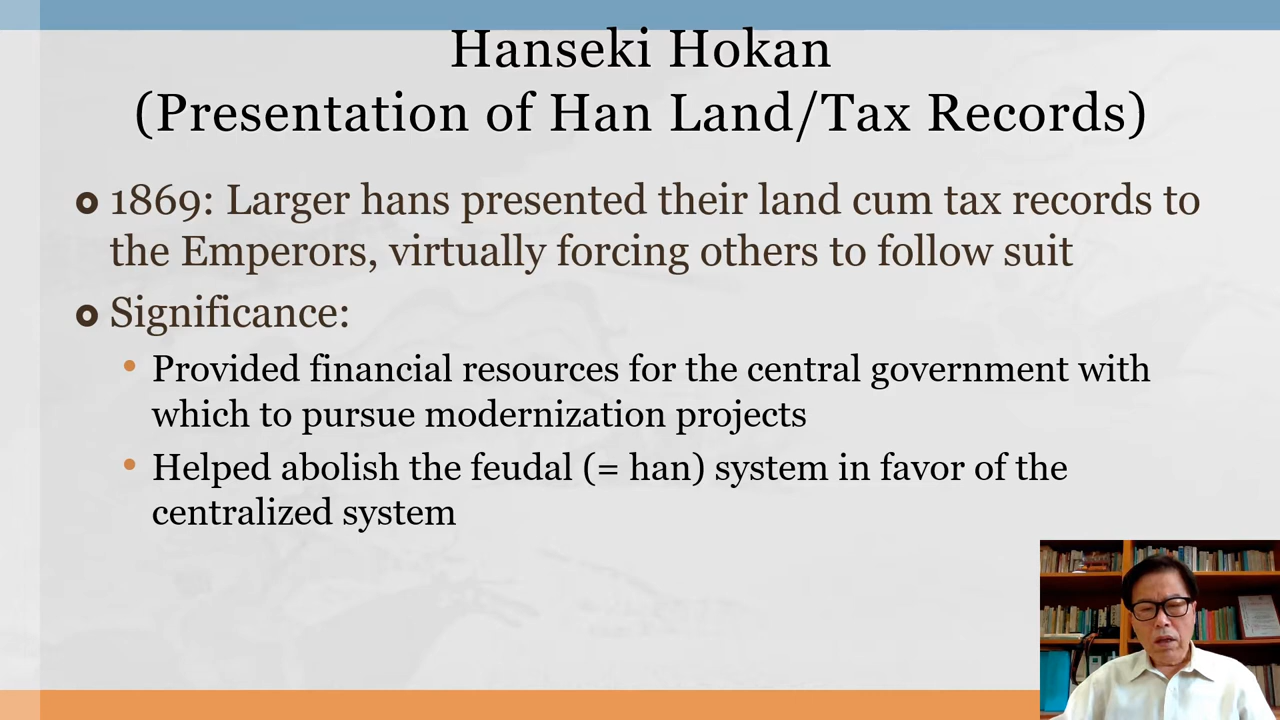 Hanseki Hokan
(Presentation of Han Land/Tax Records)
1869: Larger hans presented their land cum tax records to
the Emperors, virtually forcing others to follow suit
Significance:
Provided financial resources for the central government with
which to pursue modernization projects
Helped abolish the feudal (= han) system in favor of the
centralized system